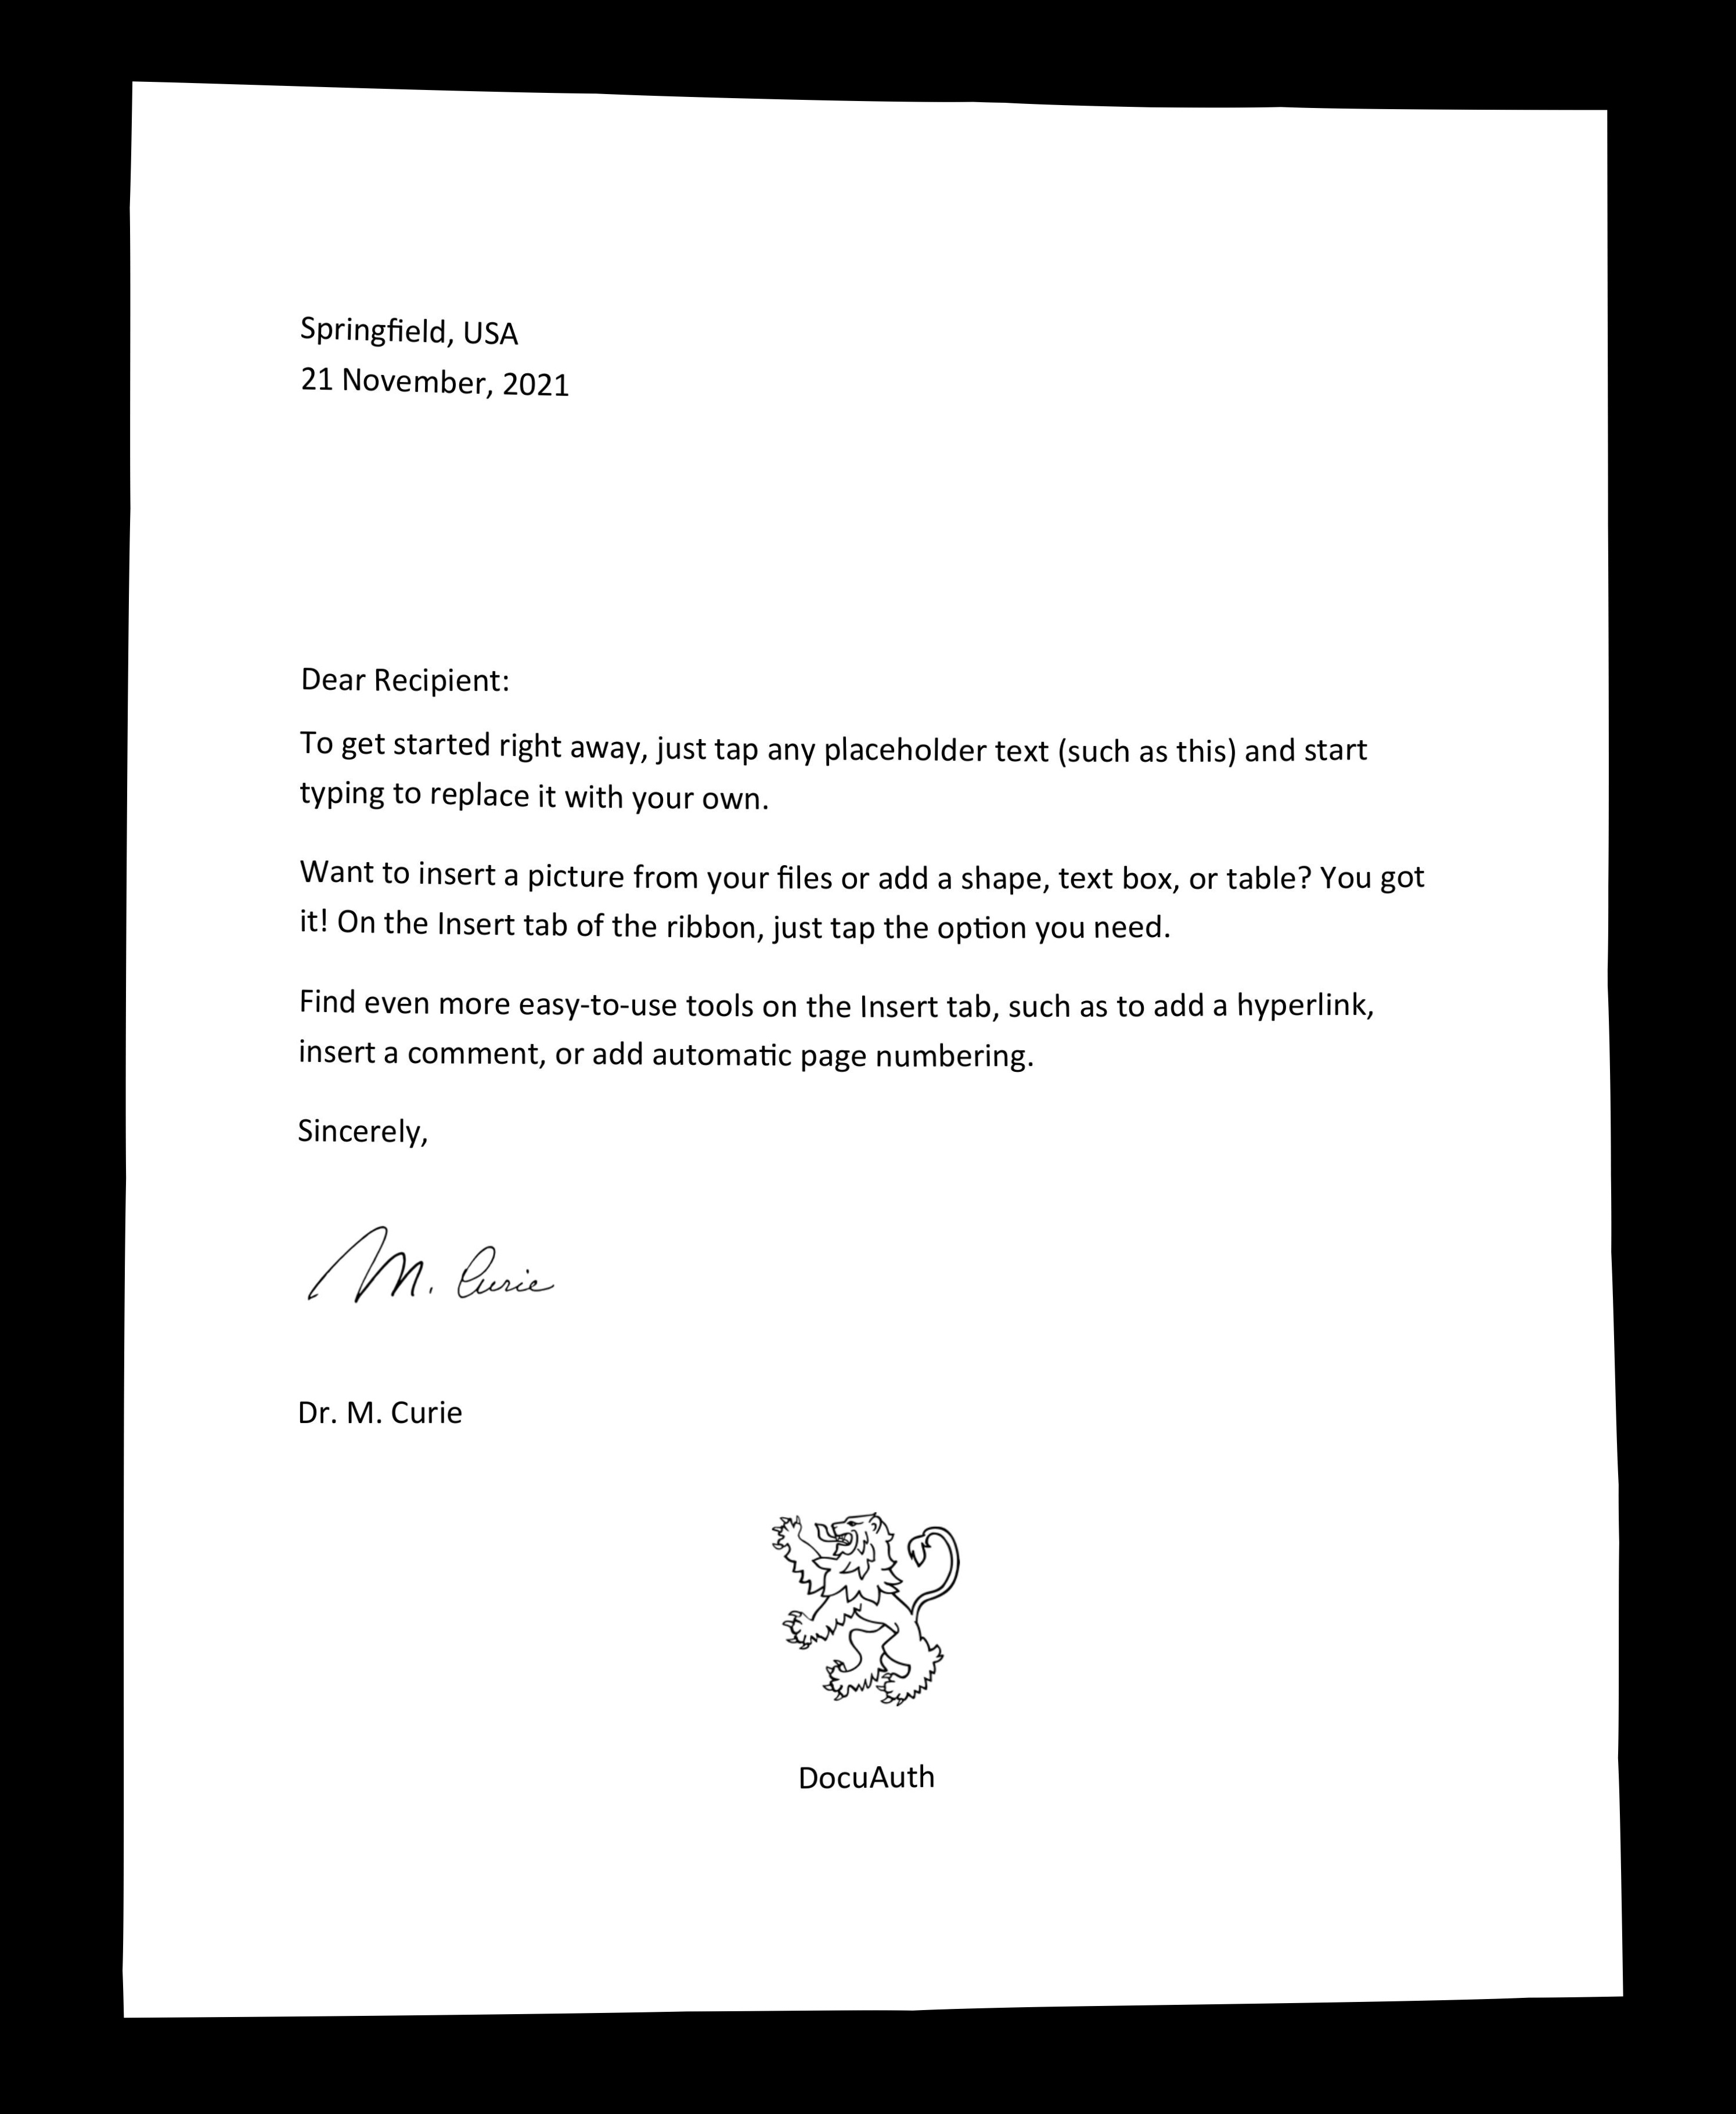 Springfield, USA
21 November, 2021
Dear Recipient:
To get started right away, just tap any placeholder text (such as this) and start
typing to replace it with your own.
Want to insert a picture from your files or add a shape, text box, or table? You got
it! On the Insert tab of the ribbon, just tap the option you need.
Find even more easy-to-use tools on the Insert tab, such as to add a hyperlink,
insert a comment, or add automatic page numbering.
Sincerely,
M. Curie
Dr. M. Curie
DocuAuth